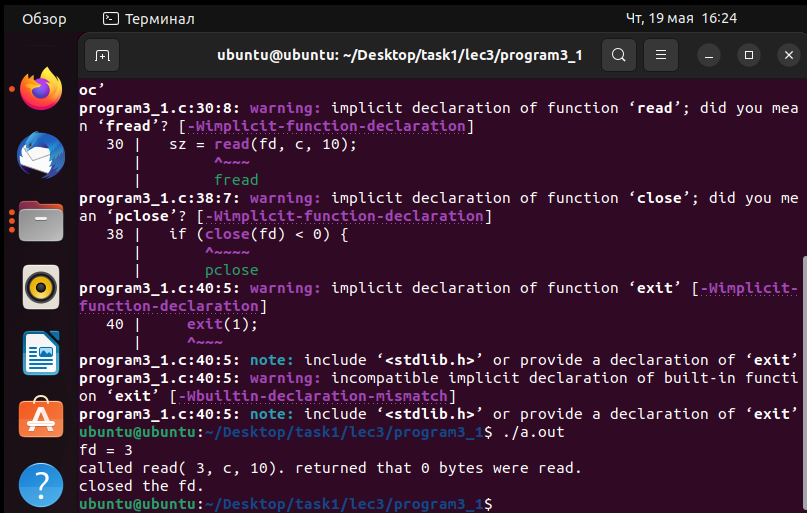 Обзор
Терминал
Чт, 19 мая 16:24
ubuntu@ubuntu: ~/Desktop/task1/lec3/program3_1
oc’
program3_1.c:30:8: warning: implicit declaration of function ‘read’; did you mea
n ‘fread’? [-Wimplicit-function-declaration]
   30 |   sz = read(fd, c, 10);
      |        ^~~~
      |        fread
program3_1.c:38:7: warning: implicit declaration of function ‘close’; did you me
an ‘pclose’? [-Wimplicit-function-declaration]
   38 |   if (close(fd) < 0) {
      |       ^~~~~
      |       pclose
program3_1.c:40:5: warning: implicit declaration of function ‘exit’ [-Wimplicit-
function-declaration]
   40 |     exit(1);
      |     ^~~~
program3_1.c:40:5: note: include ‘<stdlib.h>’ or provide a declaration of ‘exit’
program3_1.c:40:5: warning: incompatible implicit declaration of built-in functi
on ‘exit’ [-Wbuiltin-declaration-mismatch]
program3_1.c:40:5: note: include ‘<stdlib.h>’ or provide a declaration of ‘exit’
ubuntu@ubuntu:~/Desktop/task1/lec3/program3_1$ ./a.out
fd = 3
called read( 3, c, 10). returned that 0 bytes were read.
closed the fd.
ubuntu@ubuntu:~/Desktop/task1/lec3/program3_1$